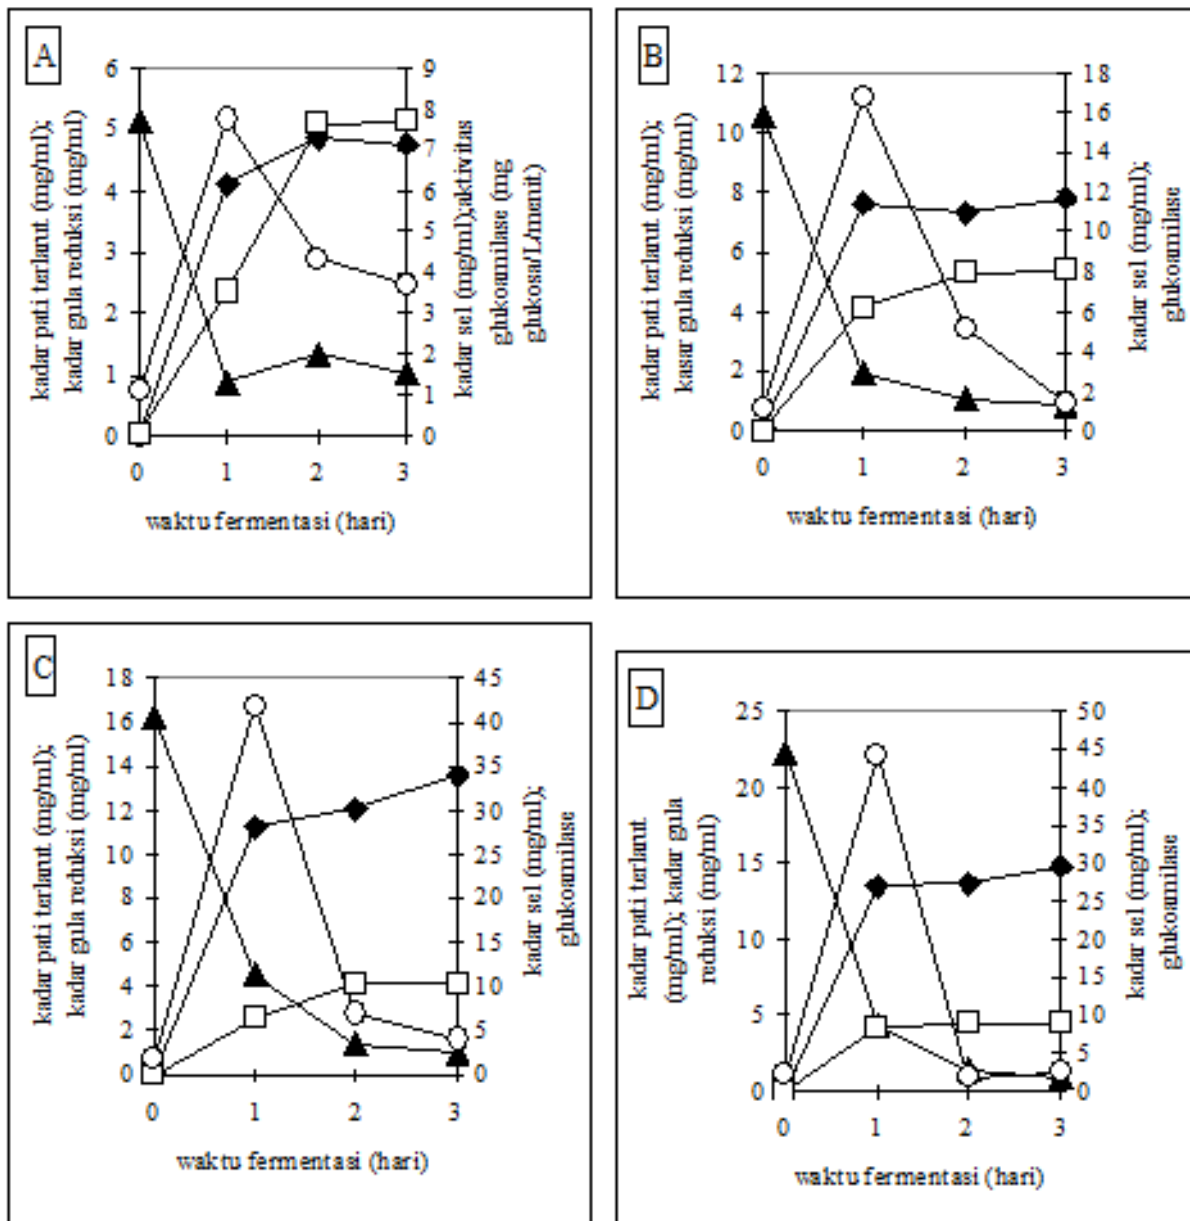 A
6
5
4
3
2
1
0
9
8
7
6
5
4
3
2
1
0
0 1 2 3
kadar pati terlarut (mg/ml);
kadar gula reduksi (mg/ml)
kadar sel (mg/ml);aktivitas
glukoamilase (mg
glukosa/L/menit)
waktu fermentasi (hari)
B
12
10
8
6
4
2
0
18
16
14
12
10
8
6
4
2
0
0 1 2 3
kadar pati terlarut (mg/ml);
kasar gula reduksi (mg/ml)
kadar sel (mg/ml);
glukoamilase
waktu fermentasi (hari)
C
18
16
14
12
10
8
6
4
2
0
45
40
35
30
25
20
15
10
5
0
0 1 2 3
kadar pati terlarut (mg/ml);
kadar gula reduksi (mg/ml)
kadar sel (mg/ml);
glukoamilase
waktu fermentasi (hari)
D
25
20
15
10
5
0
50
45
40
35
30
25
20
15
10
5
0
0 1 2 3
kadar pati terlarut
(mg/ml); kadar gula
reduksi (mg/ml)
kadar sel (mg/ml);
glukoamilase
waktu fermentasi (hari)